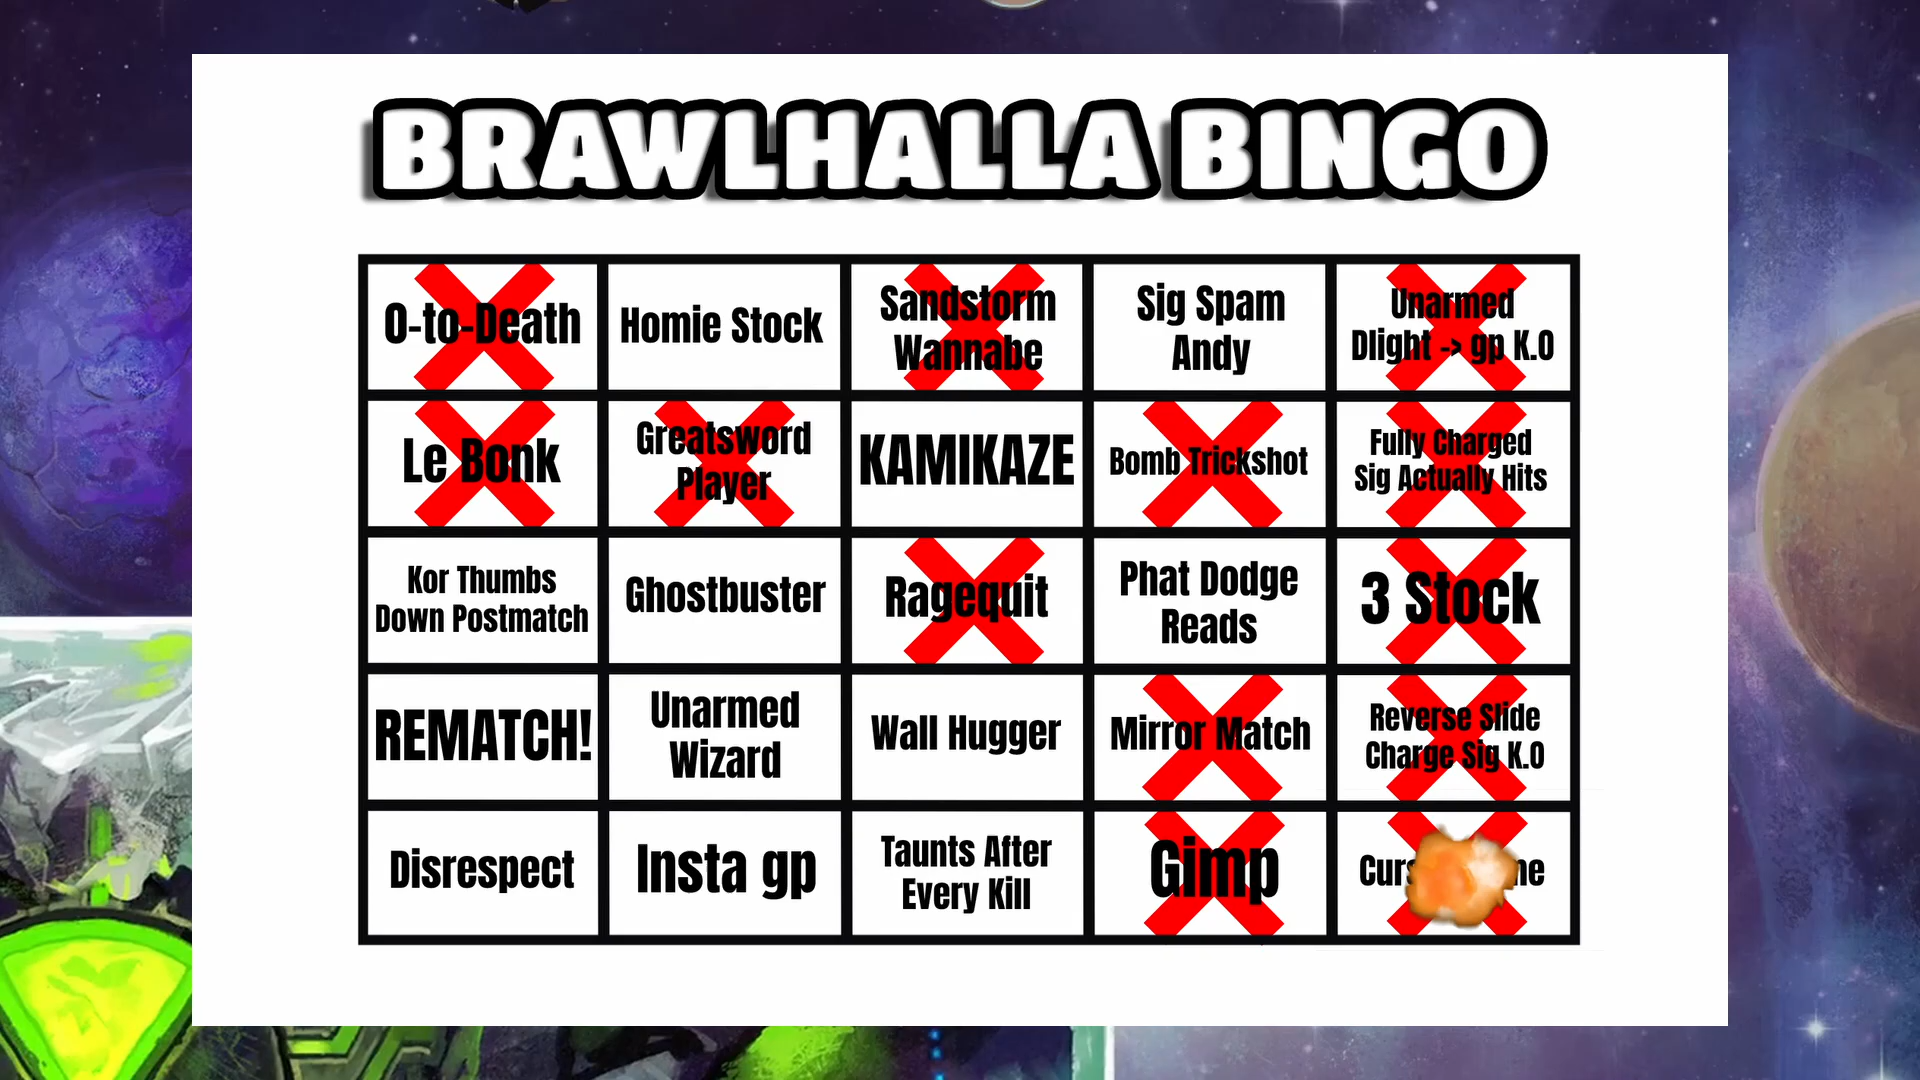 BRAWLHALLA BINGO
0-to-Death
Homie Stock
Sandstorm
Wannabe
Sig Spam
Andy
Unarmed
Dlight -> gp K.O
Le Bonk
Greatsword
Player
KAMIKAZE
Bomb Trickshot
Fully Charged
Sig Actually Hits
Kor Thumbs
Down Postmatch
Ghostbuster
Ragequit
Phat Dodge
Reads
3 Stock
REMATCH!
Unarmed
Wizard
Wall Hugger
Mirror Match
Reverse Slide
Charge Sig K.O
Disrespect
Insta gp
Taunts After
Every Kill
Gimp